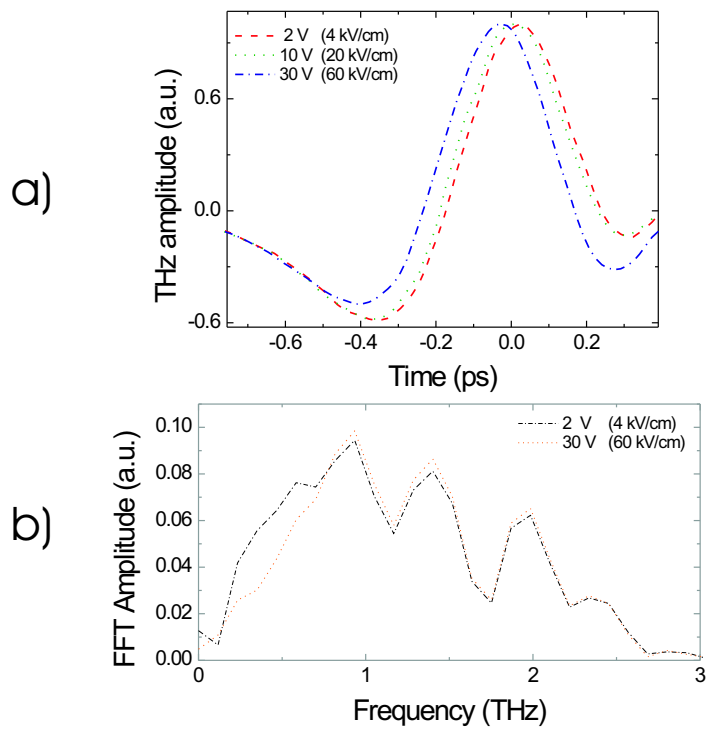 a)
2 V (4 kV/cm)
10 V (20 kV/cm)
30 V (60 kV/cm)
THz amplitude (a.u.)
0.6
0.0
-0.6
-0.6 -0.4 -0.2 0.0 0.2
Time (ps)
b)
2 V (4 kV/cm)
30 V (60 kV/cm)
FFT Amplitude (a.u.)
0.10
0.08
0.06
0.04
0.02
0.00
0 1 2 3
Frequency (THz)